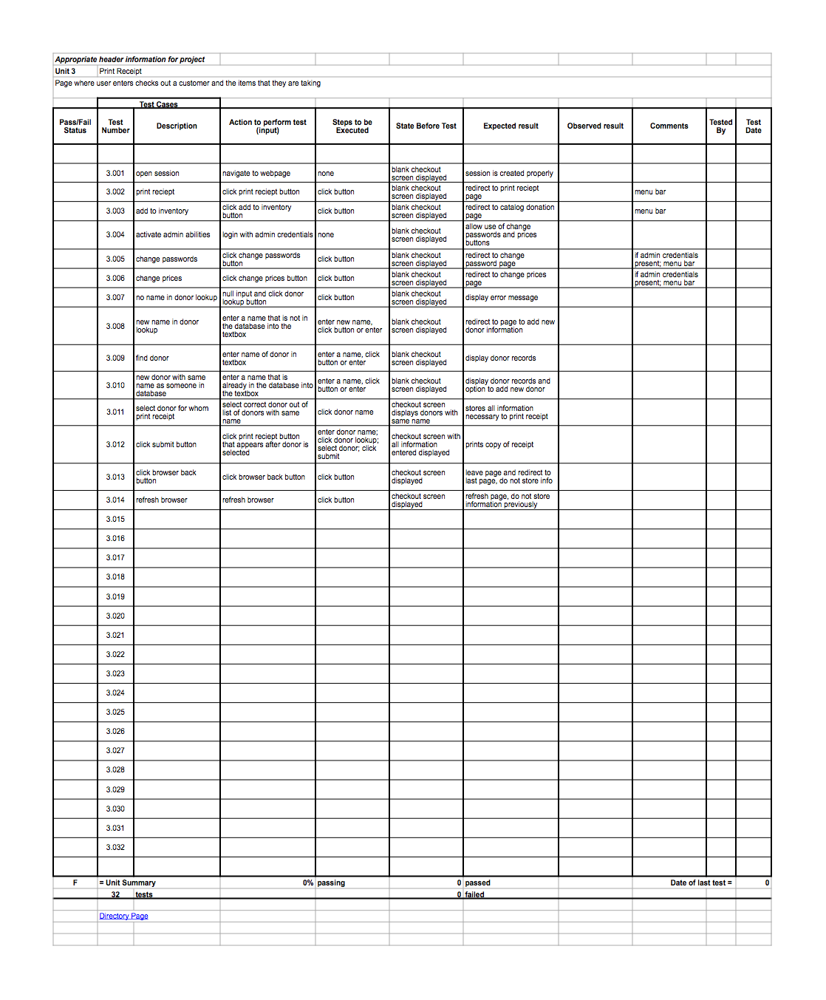 Appropriate header information for project
Unit 3 Print Receipt
Page where user enters checks out a customer and the items that they are taking
Test Cases
Pass/Fail Status Test Number Description Action to perform test (input) Steps to be Executed State Before Test Expected result Observed result Comments Tested By Test Date
3.001 open session navigate to webpage none blank checkout screen displayed session is created properly
3.002 print reciept click print reciept button click button blank checkout screen displayed redirect to print reciept page menu bar
3.003 add to inventory click add to inventory button click button blank checkout screen displayed redirect to catalog donation page menu bar
3.004 activate admin abilities login with admin credentials none blank checkout screen displayed allow use of change passwords and prices buttons
3.005 change passwords click change passwords button click button blank checkout screen displayed redirect to change password page if admin credentials present; menu bar
3.006 change prices click change prices button click button blank checkout screen displayed redirect to change prices page if admin credentials present; menu bar
3.007 no name in donor lookup null input and click donor lookup button click button blank checkout screen displayed display error message
3.008 new name in donor lookup enter a name that is not in the database into the textbox enter new name, click button or enter blank checkout screen displayed redirect to page to add new donor information
3.009 find donor enter name of donor in textbox enter a name, click button or enter blank checkout screen displayed display donor records
3.010 new donor with same name as someone in database enter a name that is already in the database into the textbox enter a name, click button or enter blank checkout screen displayed display donor records and option to add new donor
3.011 select donor for whom print receipt select correct donor out of list of donors with same name click donor name checkout screen displays donors with same name stores all information necessary to print receipt
3.012 click submit button click print reciept button that appears after donor is selected enter donor name; click donor lookup; select donor; click submit checkout screen with all information entered displayed prints copy of receipt
3.013 click browser back button click browser back button click button checkout screen displayed leave page and redirect to last page, do not store info
3.014 refresh browser refresh browser click button checkout screen displayed refresh page, do not store information previously
3.015
3.016
3.017
3.018
3.019
3.020
3.021
3.022
3.023
3.024
3.025
3.026
3.027
3.028
3.029
3.030
3.031
3.032
F = Unit Summary 0% passing 0 passed Date of last test = 0
32 tests 0 failed
Directory Page